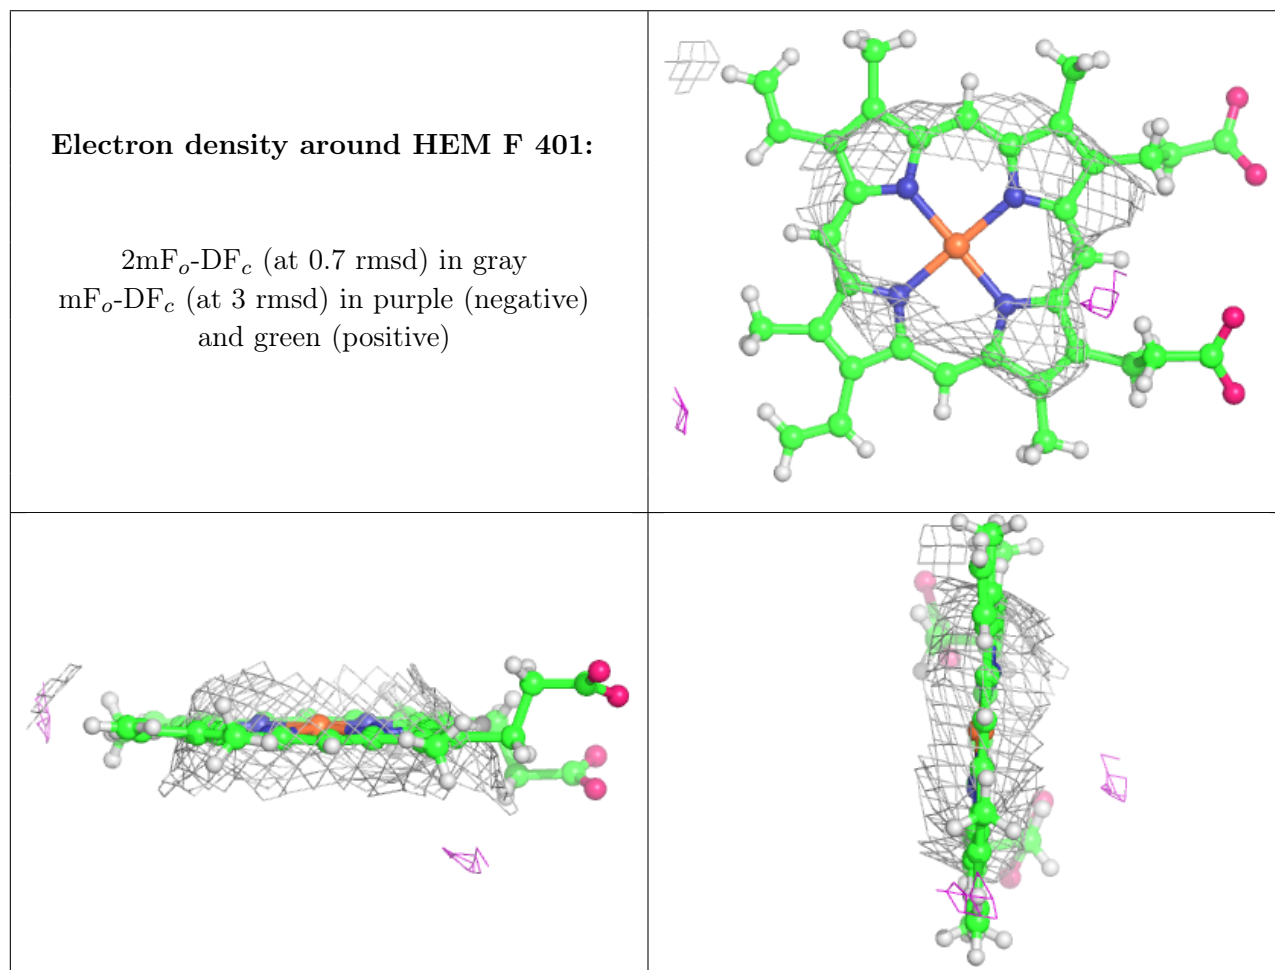 Electron density around HEM F 401:
2mFo-DFc (at 0.7 rmsd) in gray
mFo-DFc (at 3 rmsd) in purple (negative)
and green (positive)